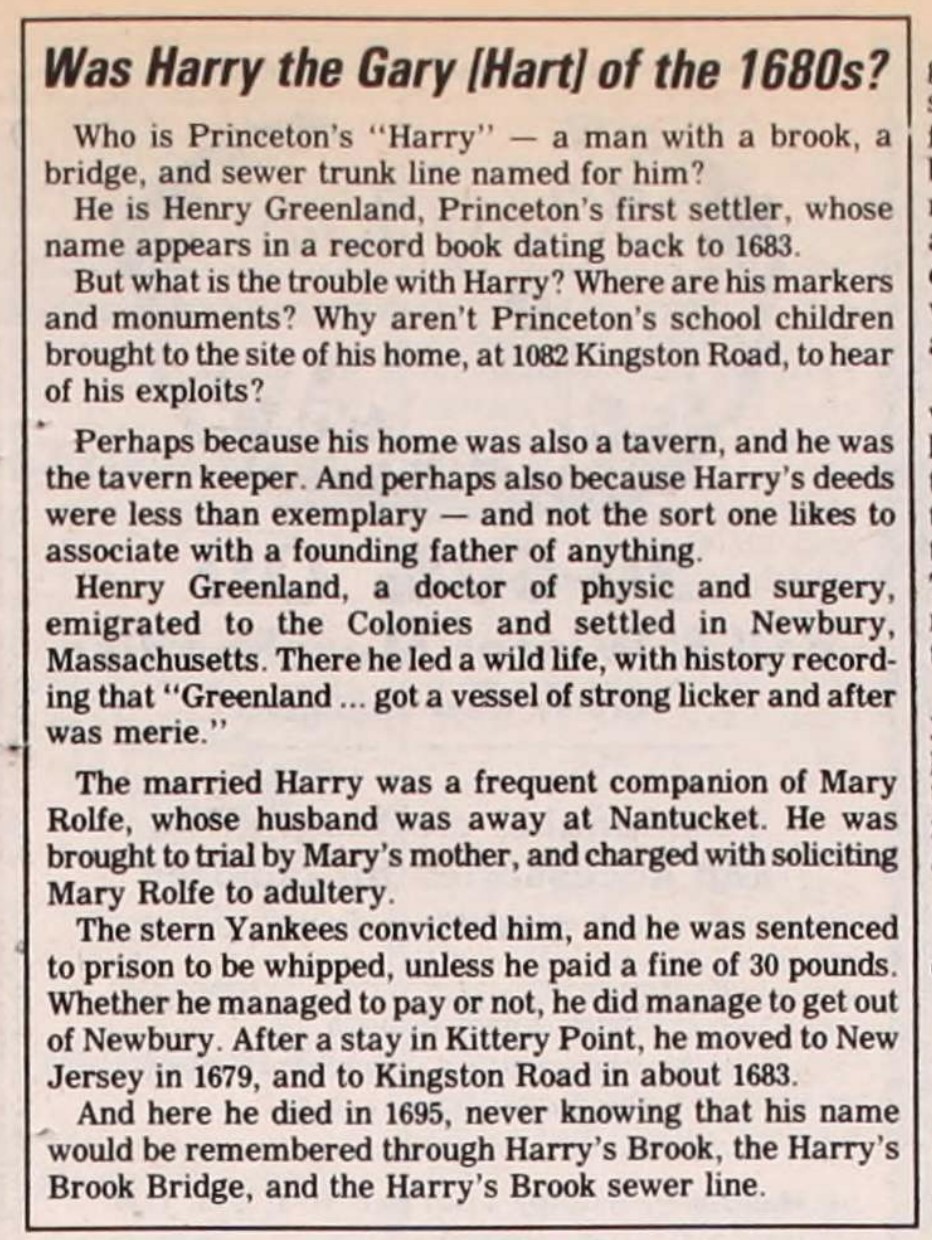 Was Harry the Gary [Hart] of the 1680s?
Who is Princeton's "Harry" — a man with a brook, a
bridge, and sewer trunk line named for him?
He is Henry Greenland, Princeton's first settler, whose
name appears in a record book dating back to 1683.
But what is the trouble with Harry? Where are his markers
and monuments? Why aren't Princeton's school children
brought to the site of his home, at 1082 Kingston Road, to hear
of his exploits?
Perhaps because his home was also a tavern, and he was
the tavern keeper. And perhaps also because Harry's deeds
were less than exemplary — and not the sort one likes to
associate with a founding father of anything.
Henry Greenland, a doctor of physic and surgery,
emigrated to the Colonies and settled in Newbury,
Massachusetts. There he led a wild life, with history record-
ing that "Greenland ... got a vessel of strong licker and after
was merie."
The married Harry was a frequent companion of Mary
Rolfe, whose husband was away at Nantucket. He was
brought to trial by Mary's mother, and charged with soliciting
Mary Rolfe to adultery.
The stern Yankees convicted him, and he was sentenced
to prison to be whipped, unless he paid a fine of 30 pounds.
Whether he managed to pay or not, he did manage to get out
of Newbury. After a stay in Kittery Point, he moved to New
Jersey in 1679, and to Kingston Road in about 1683.
And here he died in 1695, never knowing that his name
would be remembered through Harry's Brook, the Harry's
Brook Bridge, and the Harry's Brook sewer line.